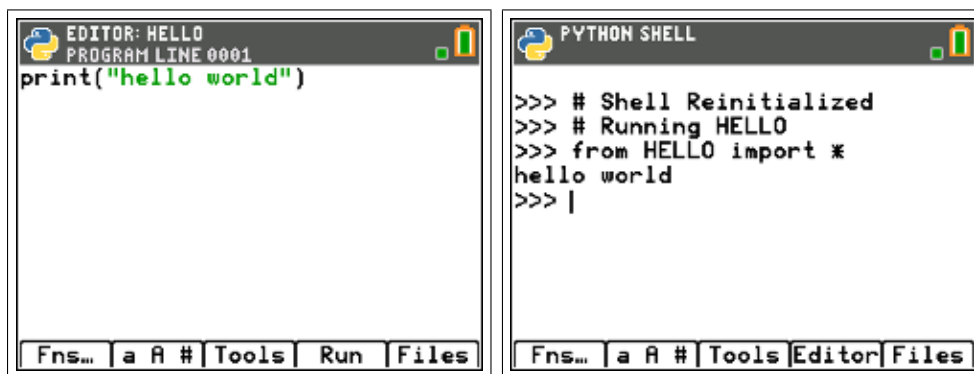 EDITOR: HELLO
PROGRAM LINE 0001
print("hello world")
Fns… a A # Tools Run Files
PYTHON SHELL
>>> # Shell Reinitialized
>>> # Running HELLO
>>> from HELLO import *
hello world
>>>
Fns… a A # Tools Editor Files